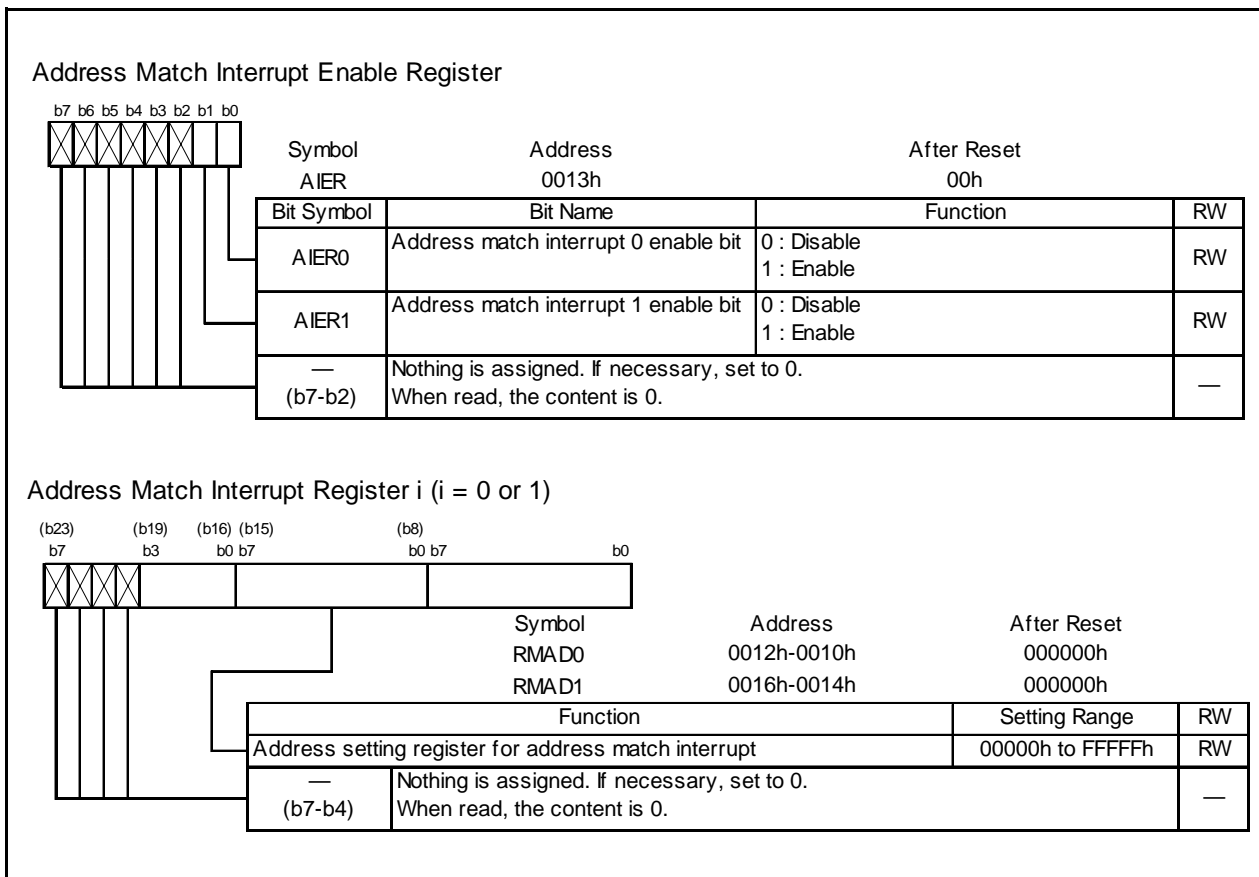 Address Match Interrupt Enable Register
b7 b6 b5 b4 b3 b2 b1 b0
Symbol Address After Reset
AIER 0013h 00h
Bit Symbol Bit Name Function RW
AIER0 Address match interrupt 0 enable bit 0 : Disable RW
1 : Enable
AIER1 Address match interrupt 1 enable bit 0 : Disable RW
1 : Enable
— Nothing is assigned. If necessary, set to 0. —
(b7-b2) When read, the content is 0.
Address Match Interrupt Register i (i = 0 or 1)
(b23) (b19) (b16) (b15) (b8)
b7 b3 b0 b7 b0 b7 b0
Symbol Address After Reset
RMAD0 0012h-0010h 000000h
RMAD1 0016h-0014h 000000h
Function Setting Range RW
Address setting register for address match interrupt 00000h to FFFFFh RW
— Nothing is assigned. If necessary, set to 0. —
(b7-b4) When read, the content is 0.